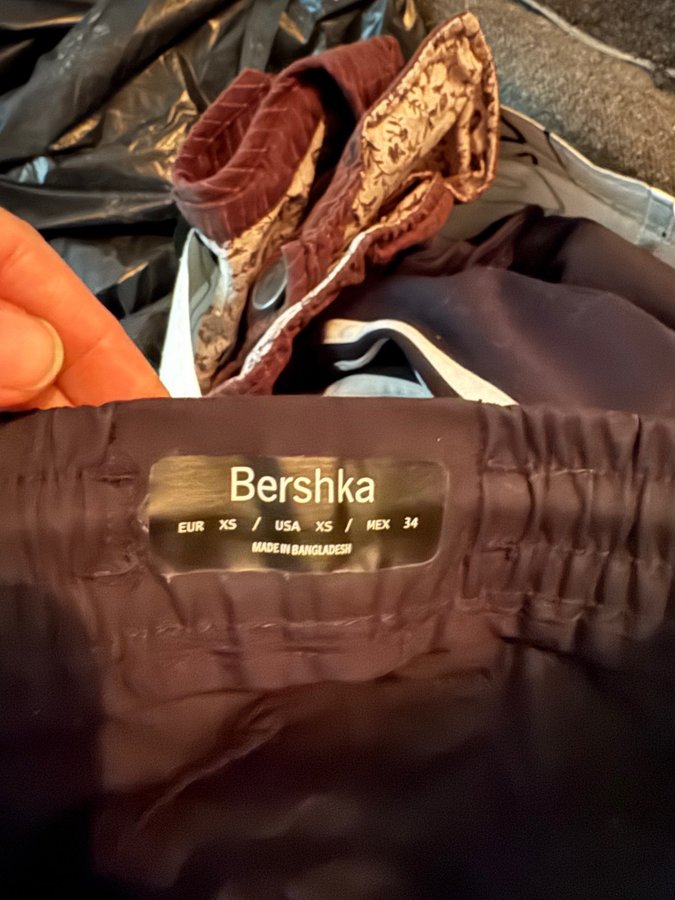 Bershka
EUR XS / USA XS / MEX 34
MADE IN BANGLADESH